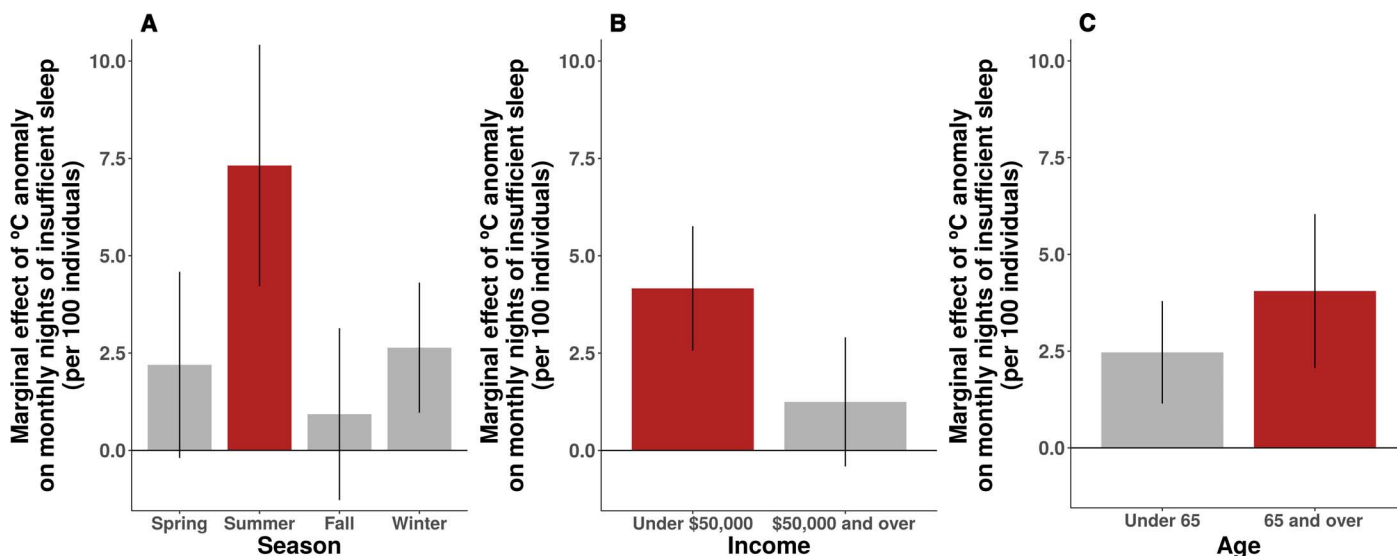 A
Marginal effect of ºC anomaly
on monthly nights of insufficient sleep
(per 100 individuals)
10.0
7.5
5.0
2.5
0.0
Spring Summer Fall Winter
Season
B
Marginal effect of ºC anomaly
on monthly nights of insufficient sleep
(per 100 individuals)
10.0
7.5
5.0
2.5
0.0
Under $50,000 $50,000 and over
Income
C
Marginal effect of ºC anomaly
on monthly nights of insufficient sleep
(per 100 individuals)
10.0
7.5
5.0
2.5
0.0
Under 65 65 and over
Age